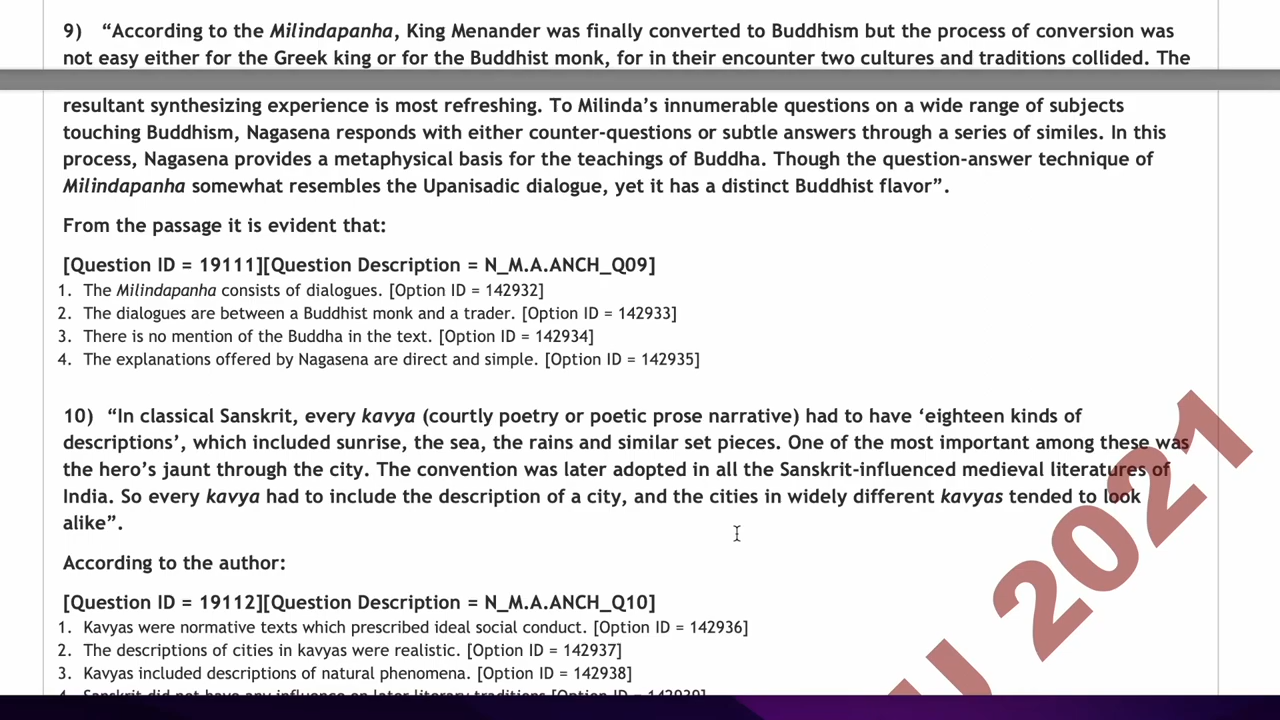 9) “According to the Milindapanha, King Menander was finally converted to Buddhism but the process of conversion was
not easy either for the Greek king or for the Buddhist monk, for in their encounter two cultures and traditions collided. The
resultant synthesizing experience is most refreshing. To Milinda’s innumerable questions on a wide range of subjects
touching Buddhism, Nagasena responds with either counter-questions or subtle answers through a series of similes. In this
process, Nagasena provides a metaphysical basis for the teachings of Buddha. Though the question-answer technique of
Milindapanha somewhat resembles the Upanisadic dialogue, yet it has a distinct Buddhist flavor”.
From the passage it is evident that:
[Question ID = 19111][Question Description = N_M.A.ANCH_Q09]
1. The Milindapanha consists of dialogues. [Option ID = 142932]
2. The dialogues are between a Buddhist monk and a trader. [Option ID = 142933]
3. There is no mention of the Buddha in the text. [Option ID = 142934]
4. The explanations offered by Nagasena are direct and simple. [Option ID = 142935]
10) “In classical Sanskrit, every kavya (courtly poetry or poetic prose narrative) had to have ‘eighteen kinds of
descriptions’, which included sunrise, the sea, the rains and similar set pieces. One of the most important among these was
the hero’s jaunt through the city. The convention was later adopted in all the Sanskrit-influenced medieval literatures of
India. So every kavya had to include the description of a city, and the cities in widely different kavyas tended to look
alike”.
According to the author:
[Question ID = 19112][Question Description = N_M.A.ANCH_Q10]
1. Kavyas were normative texts which prescribed ideal social conduct. [Option ID = 142936]
2. The descriptions of cities in kavyas were realistic. [Option ID = 142937]
3. Kavyas included descriptions of natural phenomena. [Option ID = 142938]
4. Sanskrit did not have any influence on later literary traditions [Option ID = 142939]
U 2021